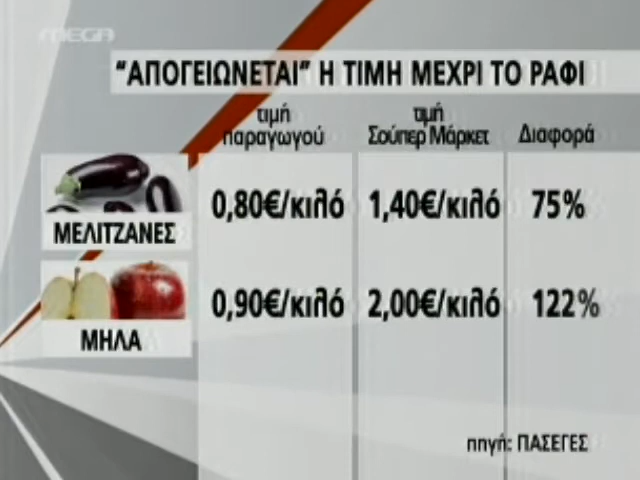 MEGA
“ΑΠΟΓΕΙΩΝΕΤΑΙ” Η ΤΙΜΗ ΜΕΧΡΙ ΤΟ ΡΑΦΙ
τιμή παραγωγού
τιμή Σούπερ Μάρκετ
Διαφορά
ΜΕΛΙΤΖΑΝΕΣ 0,80€/κιλό 1,40€/κιλό 75%
ΜΗΛΑ 0,90€/κιλό 2,00€/κιλό 122%
πηγή: ΠΑΣΕΓΕΣ